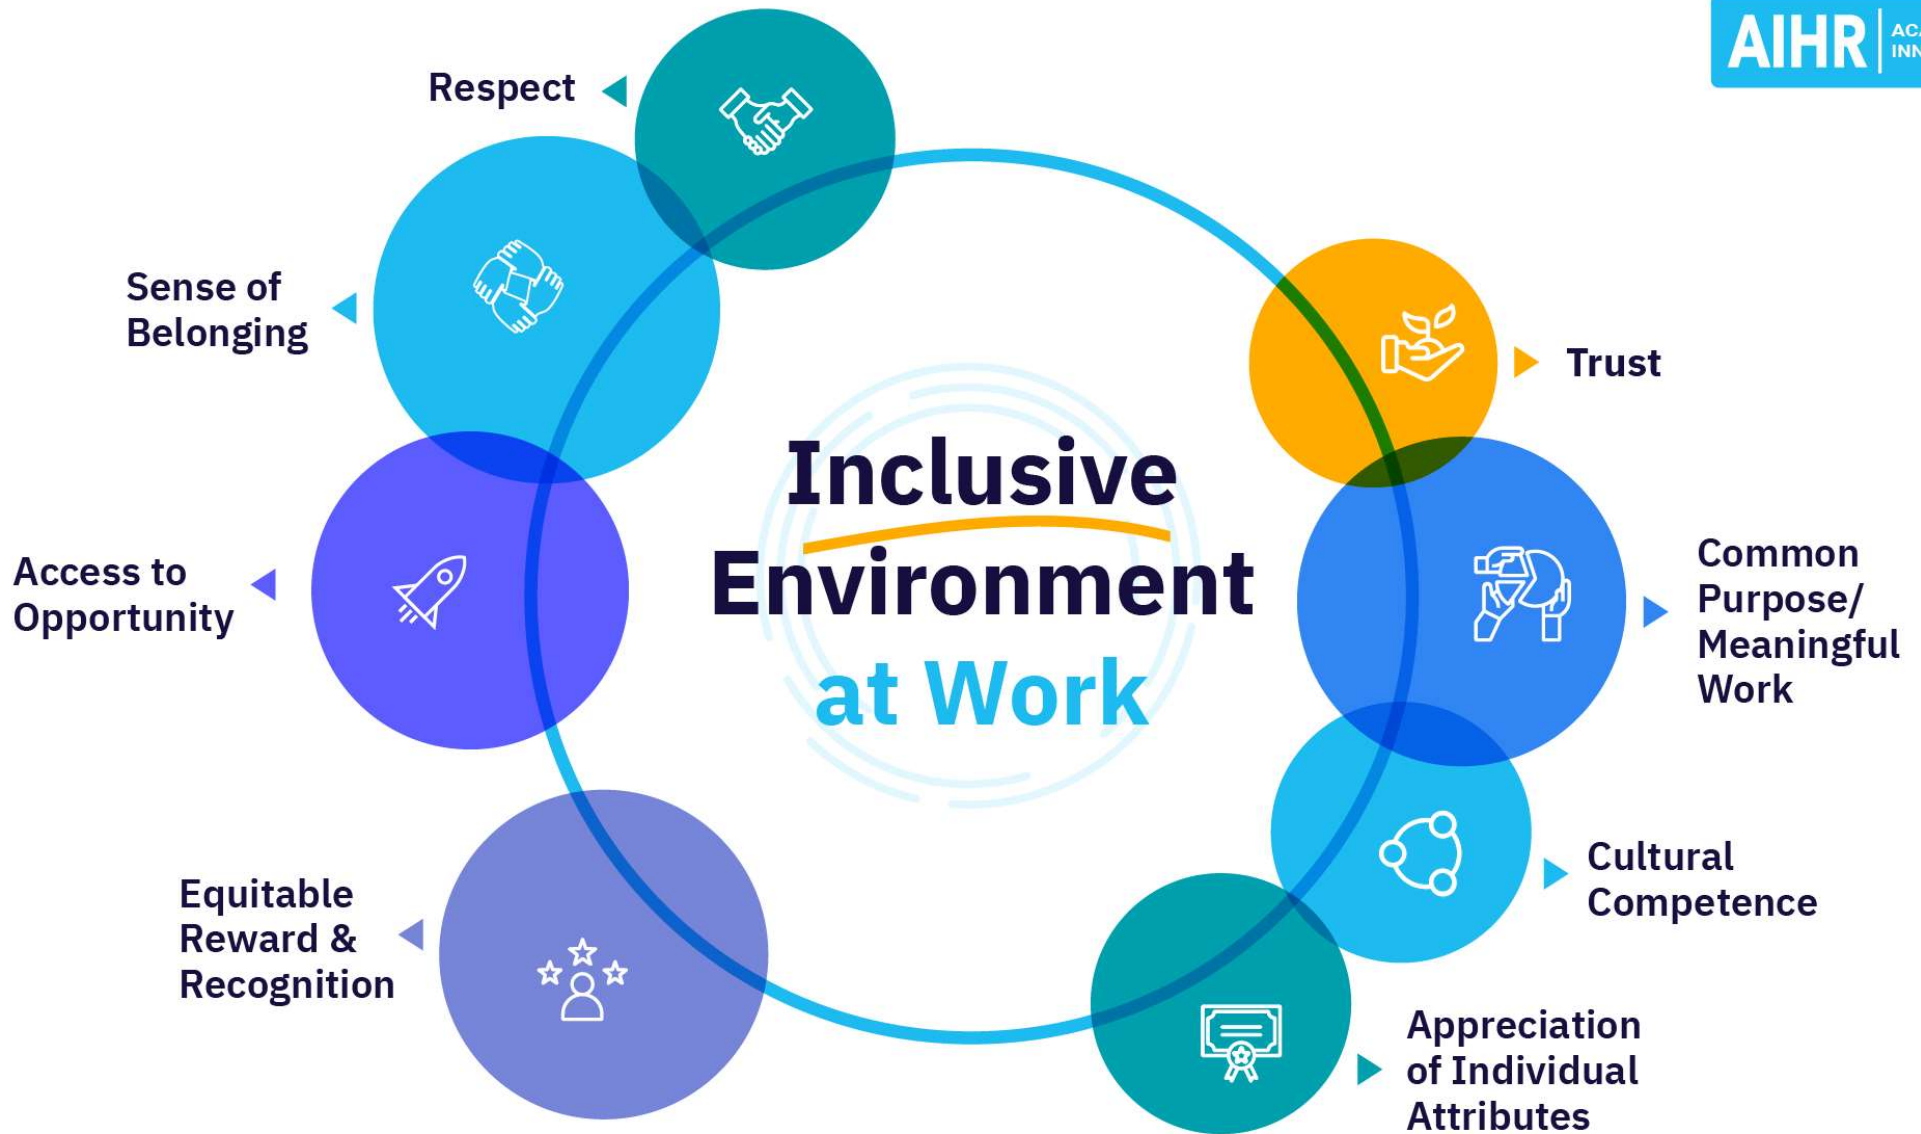 AIHR
Respect
Sense of
Belonging
Trust
Inclusive
Environment
at Work
Access to
Opportunity
Common
Purpose/
Meaningful
Work
Equitable
Reward &
Recognition
Cultural
Competence
Appreciation
of Individual
Attributes